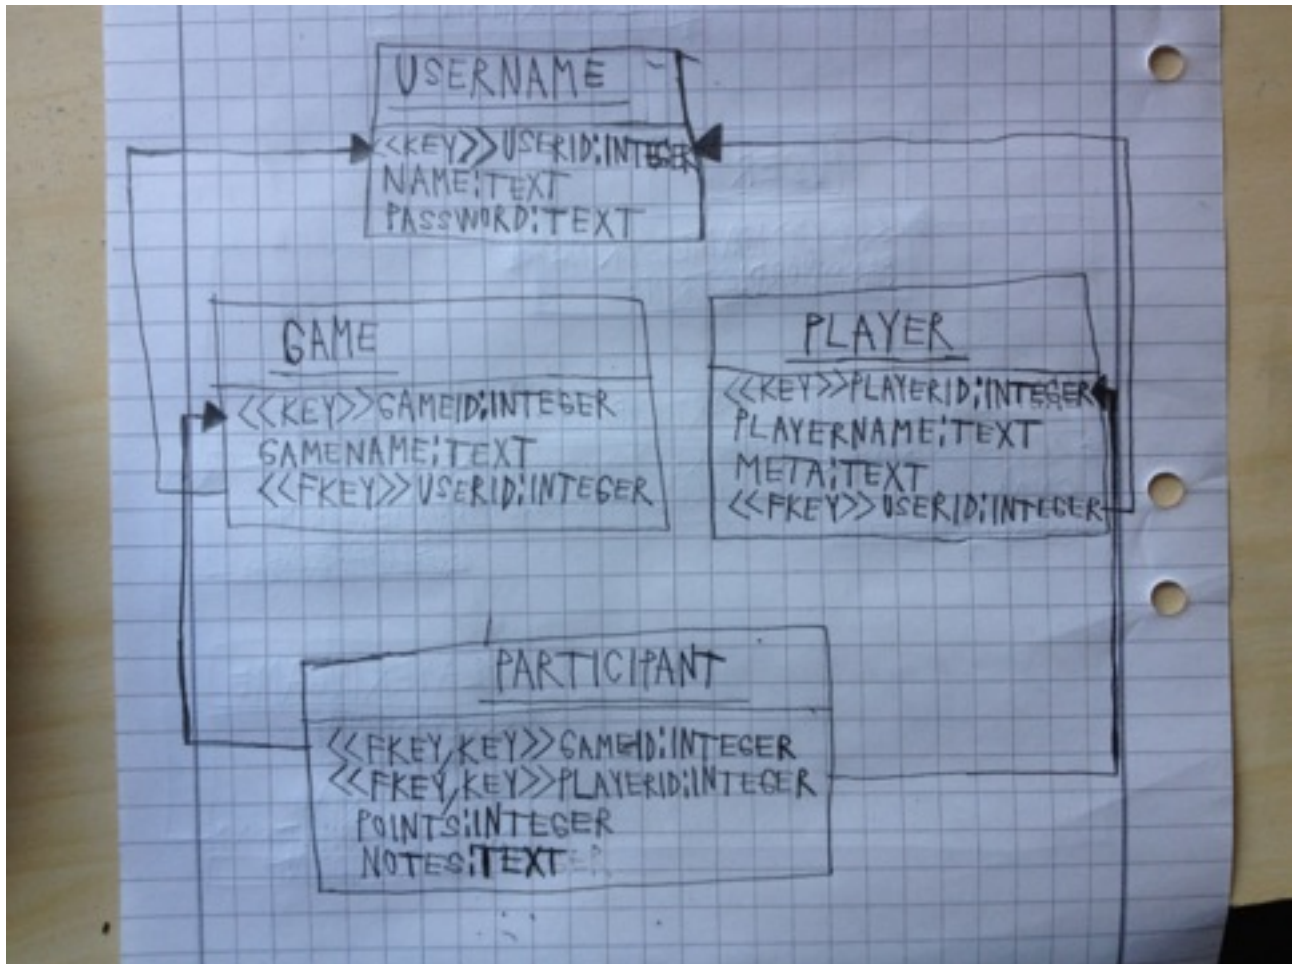 USERNAME
<<KEY>>USERID:INTEGER
NAME:TEXT
PASSWORD:TEXT
GAME
<<KEY>>GAMEID:INTEGER
GAMENAME:TEXT
<<FKEY>>USERID:INTEGER
PLAYER
<<KEY>>PLAYERID:INTEGER
PLAYERNAME:TEXT
META:TEXT
<<FKEY>>USERID:INTEGER
PARTICIPANT
<<FKEY,KEY>>GAMEID:INTEGER
<<FKEY,KEY>>PLAYERID:INTEGER
POINTS:INTEGER
NOTES:TEXT